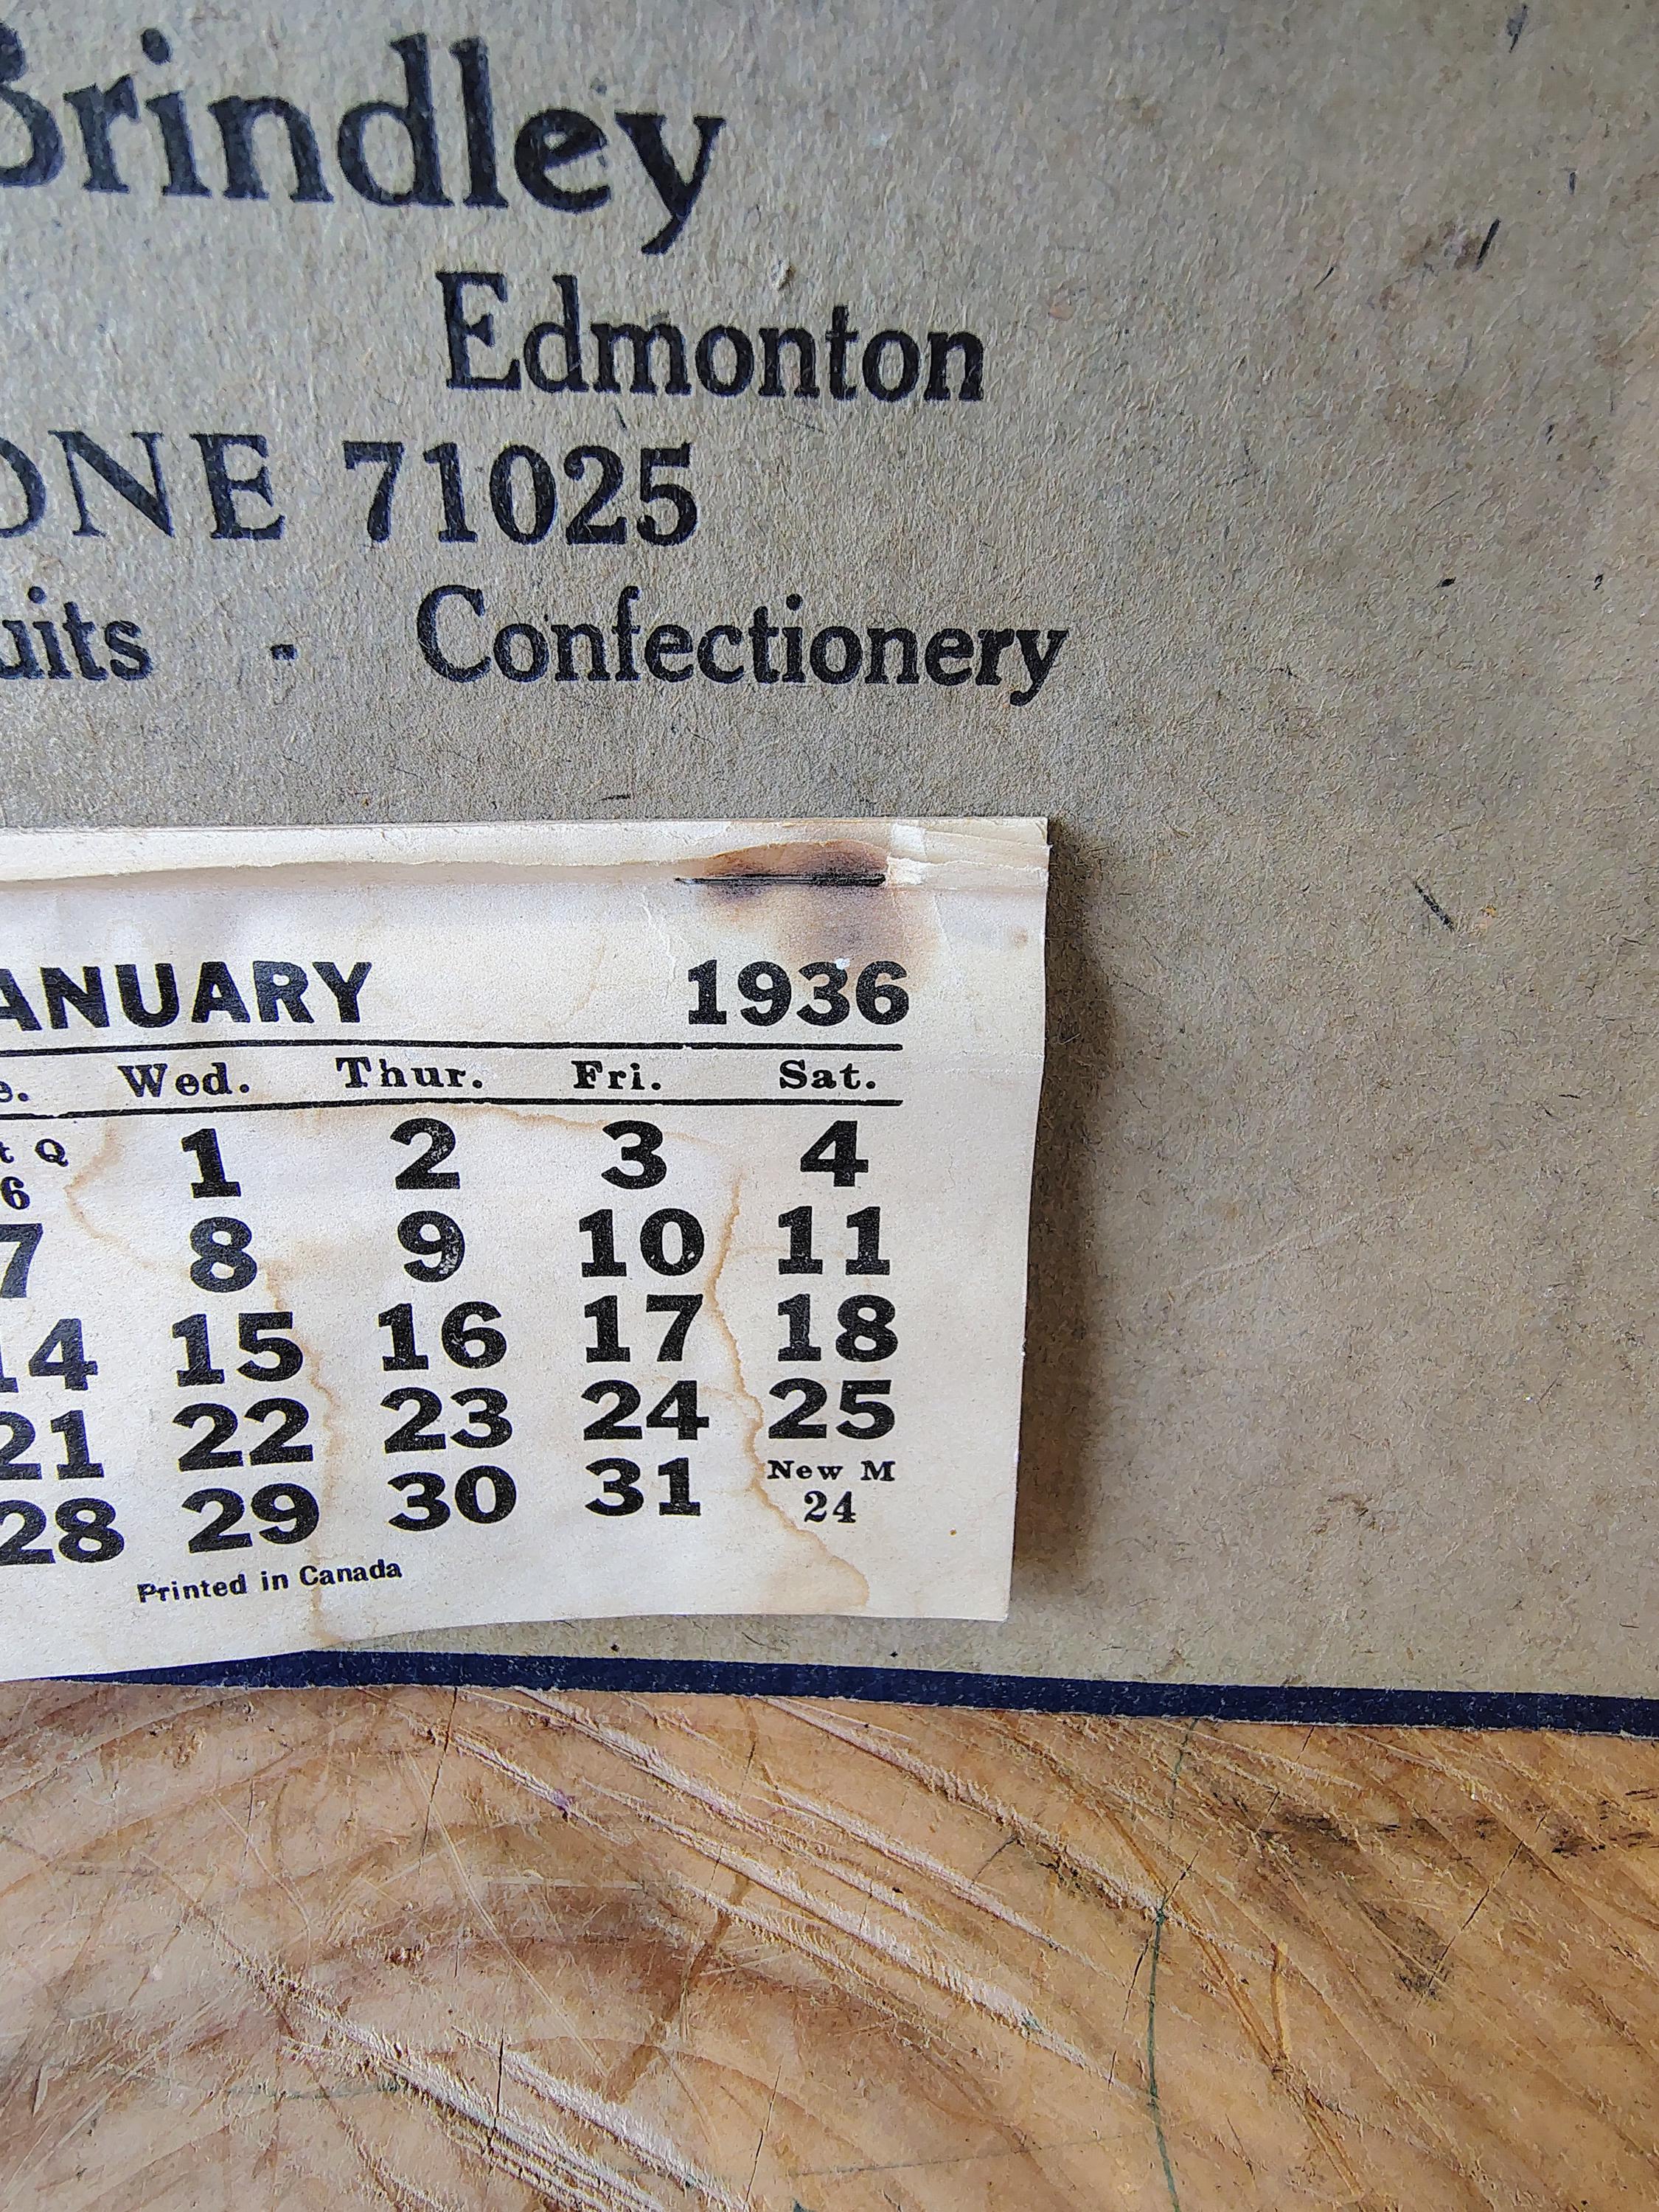 Brindley
Edmonton
ONE 71025
uits - Confectionery
ANUARY 1936
e. Wed. Thur. Fri. Sat.
t Q 1 2 3 4
6
7 8 9 10 11
14 15 16 17 18
21 22 23 24 25
28 29 30 31 New M
24
Printed in Canada